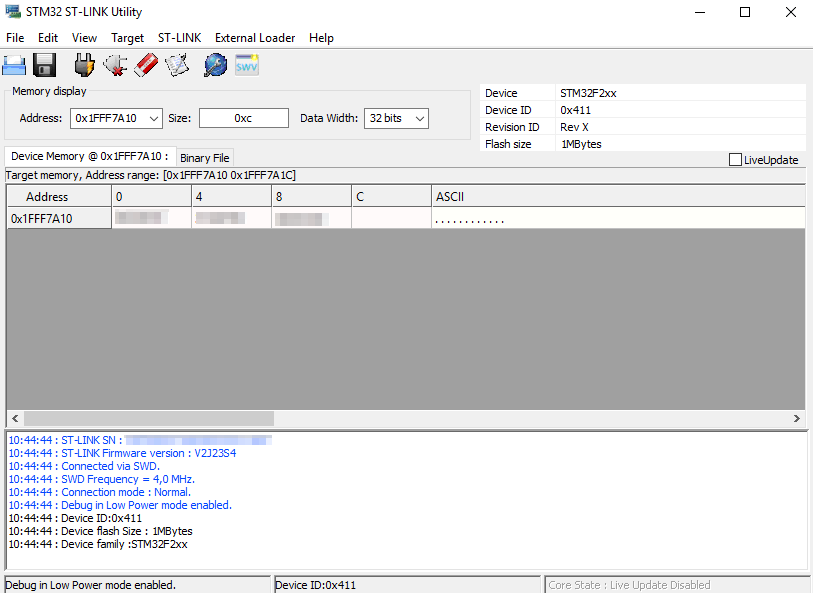 STM32 ST-LINK Utility
File Edit View Target ST-LINK External Loader Help
SWV
Memory display
Address: 0x1FFF7A10 Size: 0xc Data Width: 32 bits
Device STM32F2xx
Device ID 0x411
Revision ID Rev X
Flash size 1MBytes
LiveUpdate
Device Memory @ 0x1FFF7A10 : Binary File
Target memory, Address range: [0x1FFF7A10 0x1FFF7A1C]
Address 0 4 8 C ASCII
0x1FFF7A10 ............
10:44:44 : ST-LINK SN :
10:44:44 : ST-LINK Firmware version : V2J23S4
10:44:44 : Connected via SWD.
10:44:44 : SWD Frequency = 4,0 MHz.
10:44:44 : Connection mode : Normal.
10:44:44 : Debug in Low Power mode enabled.
10:44:44 : Device ID:0x411
10:44:44 : Device flash Size : 1MBytes
10:44:44 : Device family :STM32F2xx
Debug in Low Power mode enabled. Device ID:0x411 Core State : Live Update Disabled